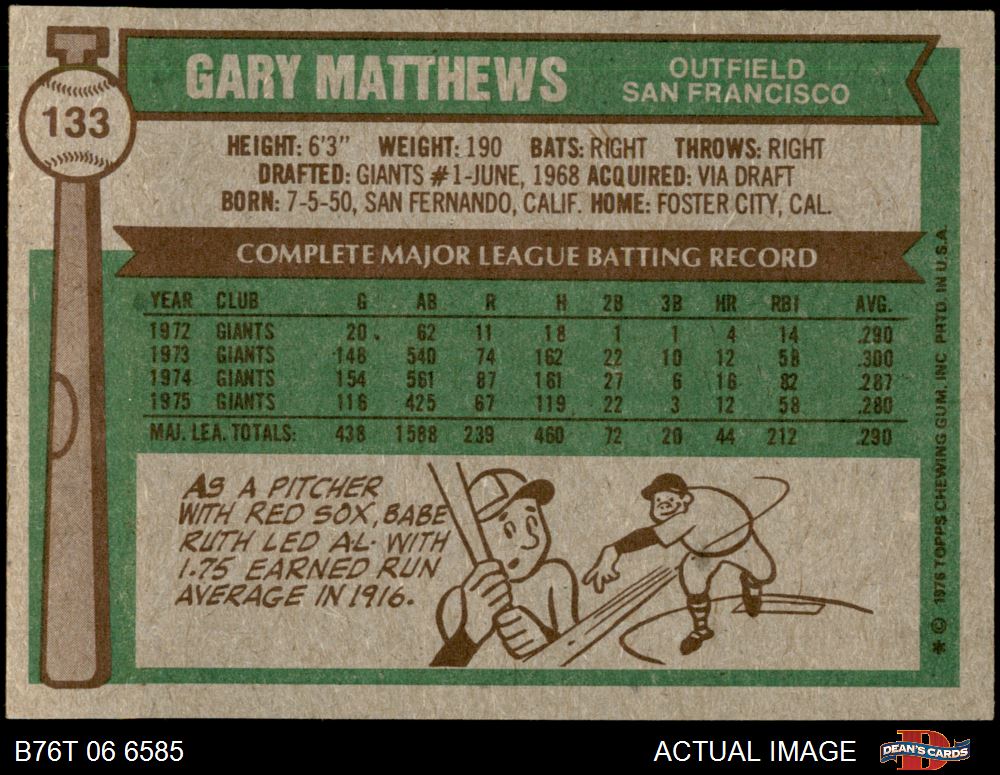 133
GARY MATTHEWS
OUTFIELD
SAN FRANCISCO
HEIGHT: 6'3" WEIGHT: 190 BATS: RIGHT THROWS: RIGHT
DRAFTED: GIANTS #1-JUNE, 1968 ACQUIRED: VIA DRAFT
BORN: 7-5-50, SAN FERNANDO, CALIF. HOME: FOSTER CITY, CAL.
COMPLETE MAJOR LEAGUE BATTING RECORD
YEAR CLUB G AB R H 2B 3B HR RBI AVG.
1972 GIANTS 20 62 11 18 1 1 4 14 .290
1973 GIANTS 148 540 74 162 22 10 12 58 .300
1974 GIANTS 154 561 87 161 27 6 16 82 .287
1975 GIANTS 116 425 67 119 22 3 12 58 .280
MAJ. LEA. TOTALS: 438 1588 239 460 72 20 44 212 .290
AS A PITCHER
WITH RED SOX, BABE
RUTH LED A.L. WITH
1.75 EARNED RUN
AVERAGE IN 1916.
* © 1976 TOPPS CHEWING GUM, INC. PRTD. IN U.S.A.
B76T 06 6585
ACTUAL IMAGE
D
DEAN'S CARDS